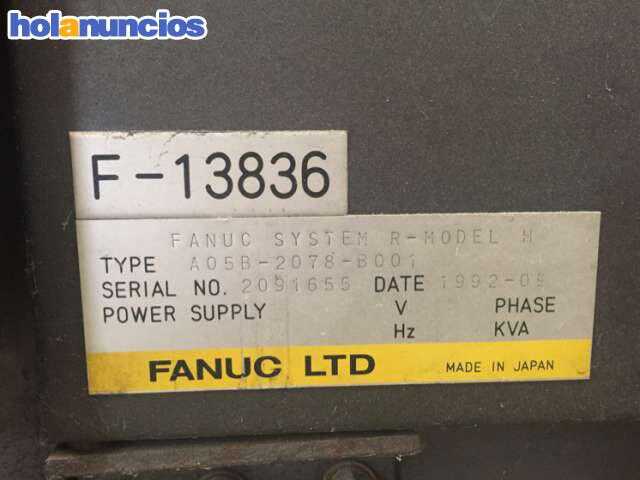 holanuncios
F-13836
FANUC SYSTEM R-MODEL H
TYPE A05B-2078-B001
SERIAL NO. 2091655 DATE 1992-09
POWER SUPPLY V PHASE
Hz KVA
FANUC LTD MADE IN JAPAN